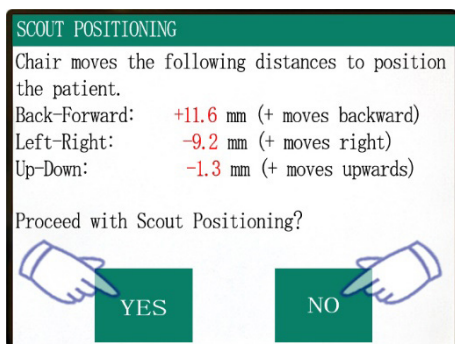 SCOUT POSITIONING
Chair moves the following distances to position
the patient.
Back-Forward: +11.6 mm (+ moves backward)
Left-Right: -9.2 mm (+ moves right)
Up-Down: -1.3 mm (+ moves upwards)
Proceed with Scout Positioning?
YES NO